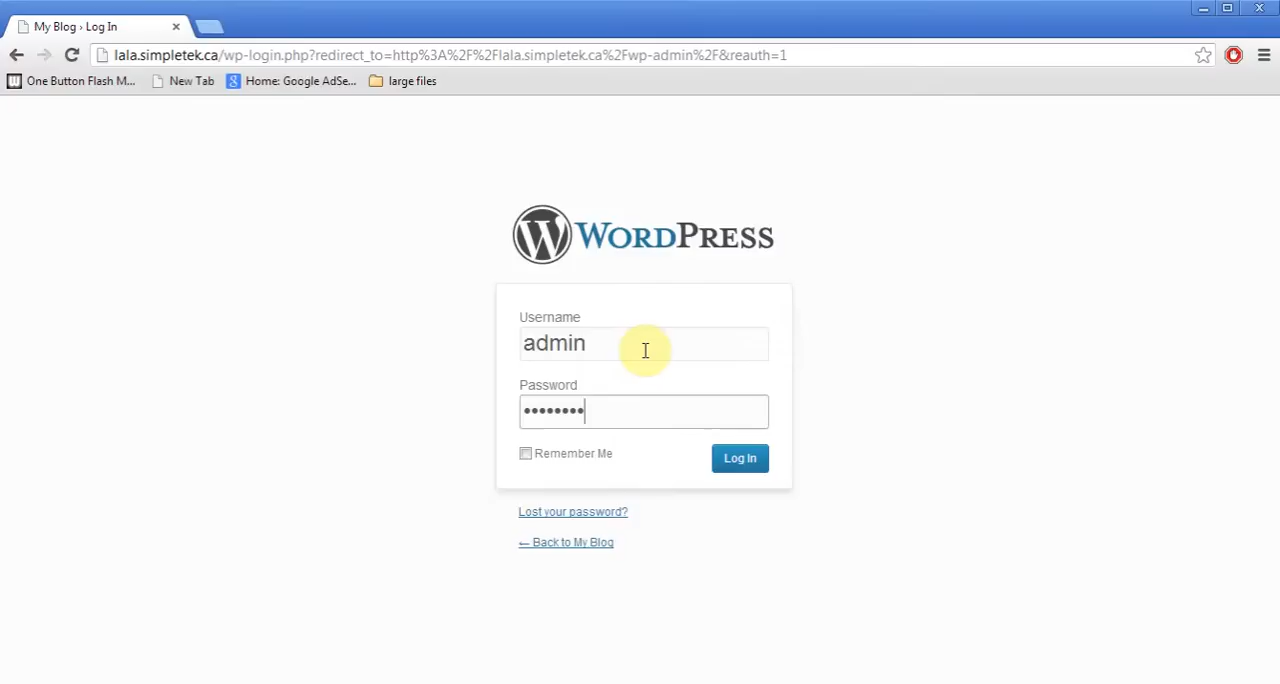 My Blog › Log In
lala.simpletek.ca/wp-login.php?redirect_to=http%3A%2F%2Flala.simpletek.ca%2Fwp-admin%2F&reauth=1
One Button Flash M... New Tab Home: Google AdSe... large files
WORDPRESS
Username
admin
Password
••••••••
Remember Me Log In
Lost your password?
← Back to My Blog